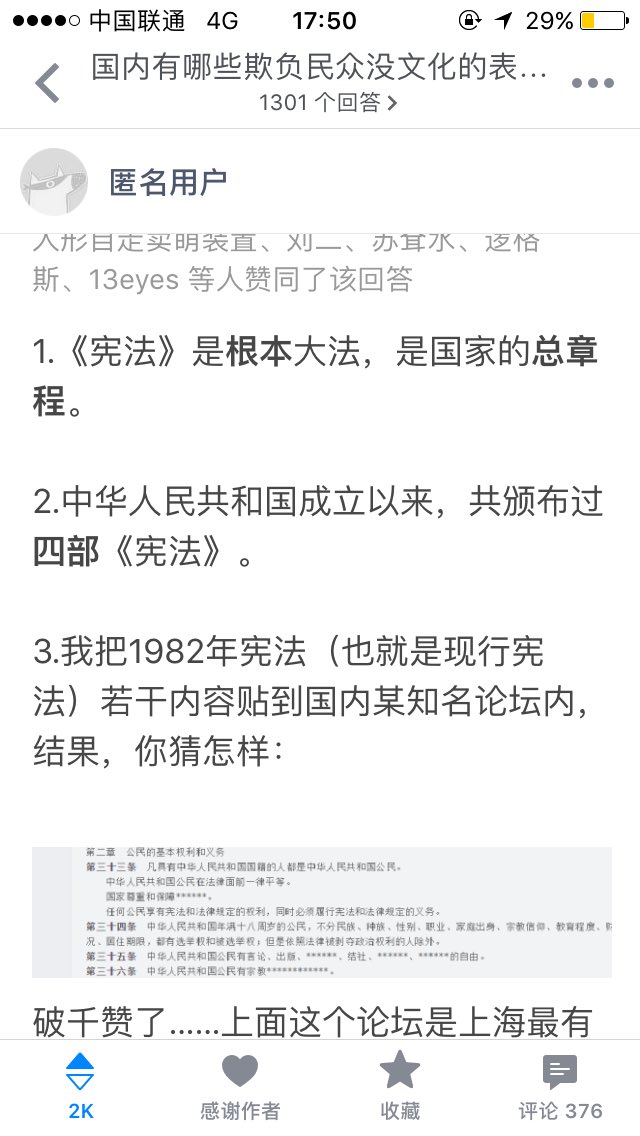 中国联通 4G 17:50 29%
国内有哪些欺负民众没文化的表...
1301 个回答
匿名用户
人形自走卖萌装置、刘二、苏耷水、逶格
斯、13eyes 等人赞同了该回答
1.《宪法》是根本大法，是国家的总章
程。
2.中华人民共和国成立以来，共颁布过
四部《宪法》。
3.我把1982年宪法（也就是现行宪
法）若干内容贴到国内某知名论坛内，
结果，你猜怎样：
第二章 公民的基本权利和义务
第三十三条 凡具有中华人民共和国国籍的人都是中华人民共和国公民。
中华人民共和国公民在法律面前一律平等。
国家尊重和保障******。
任何公民享有宪法和法律规定的权利，同时必须履行宪法和法律规定的义务。
第三十四条 中华人民共和国年满十八周岁的公民，不分民族、种族、性别、职业、家庭出身、宗教信仰、教育程度、财
况、居住期限，都有选举权和被选举权；但是依照法律被剥夺政治权利的人除外。
第三十五条 中华人民共和国公民有言论、出版、******、结社、******、******的自由。
第三十六条 中华人民共和国公民有宗教************。
破千赞了......上面这个论坛是上海最有
2K 感谢作者 收藏 评论 376